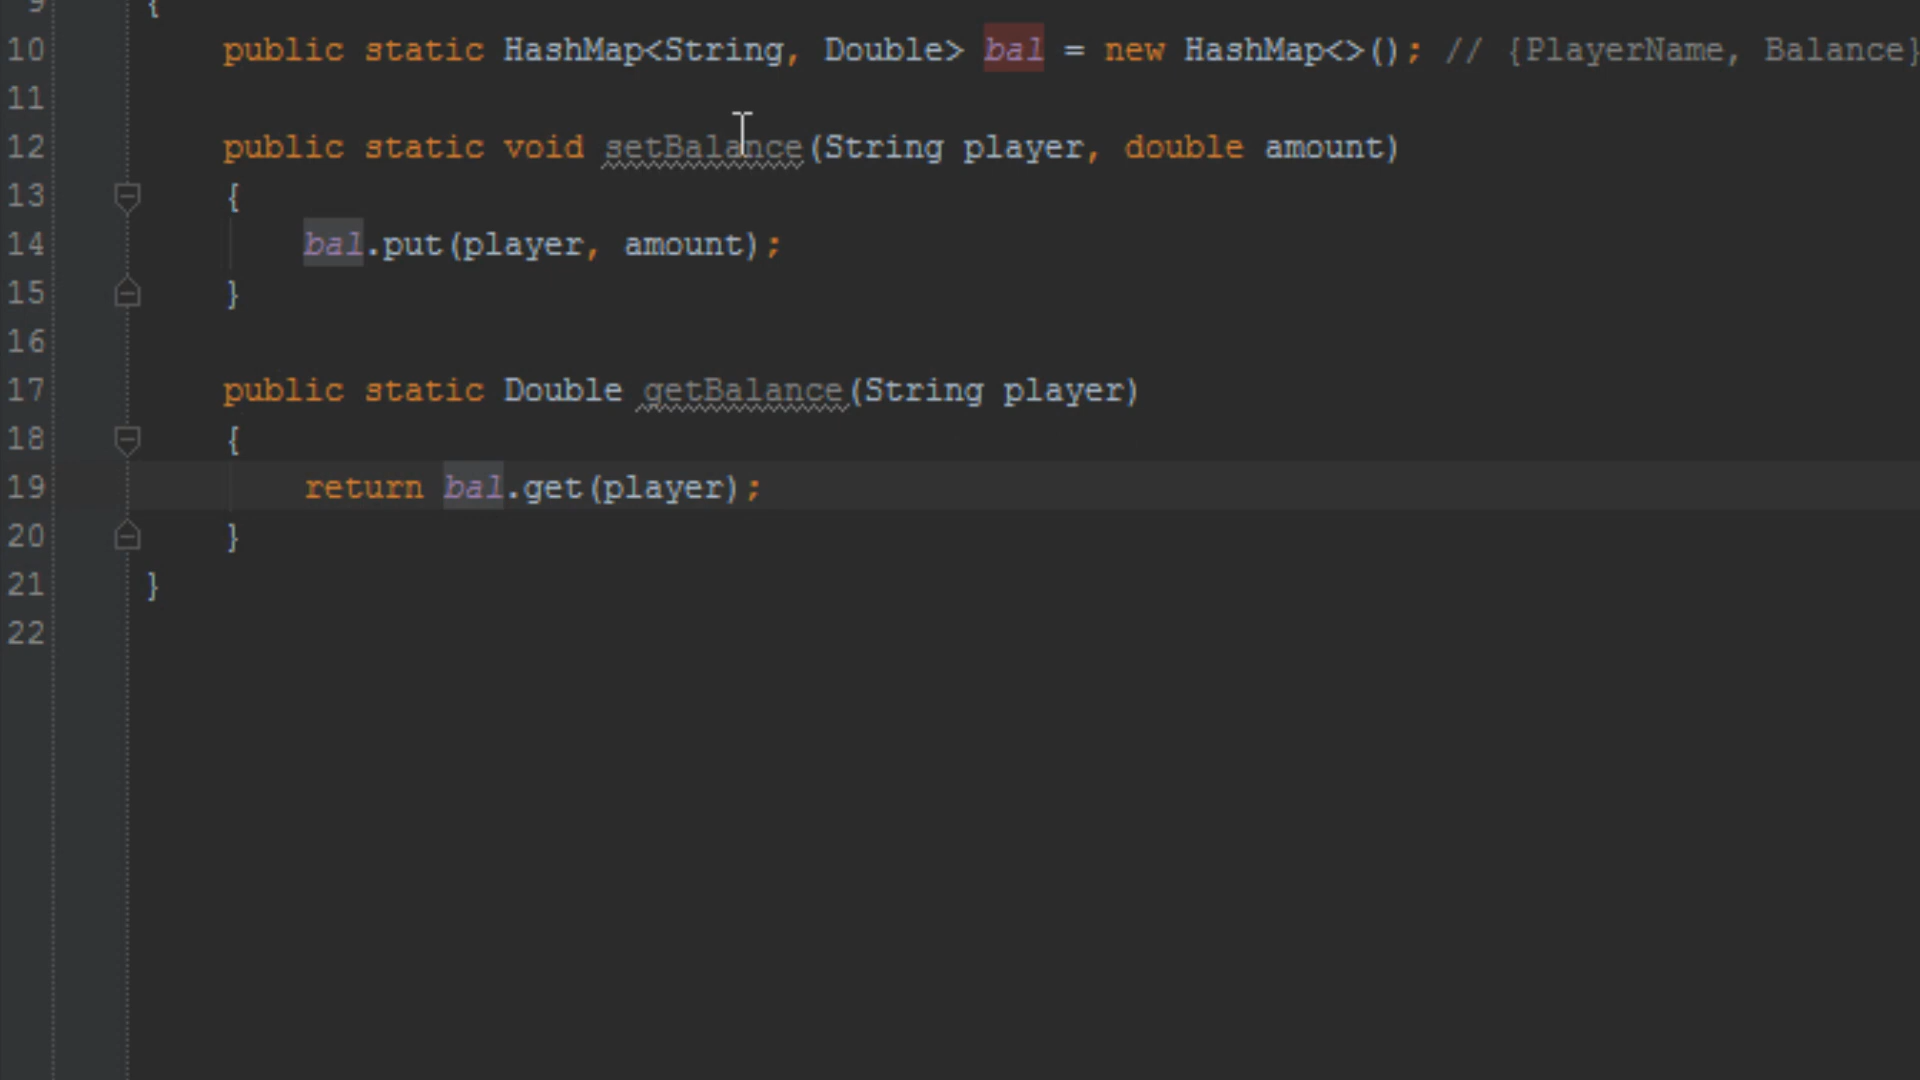 9 {
10 public static HashMap<String, Double> bal = new HashMap<>(); // {PlayerName, Balance}
11
12 public static void setBalance(String player, double amount)
13 {
14 bal.put(player, amount);
15 }
16
17 public static Double getBalance(String player)
18 {
19 return bal.get(player);
20 }
21 }
22